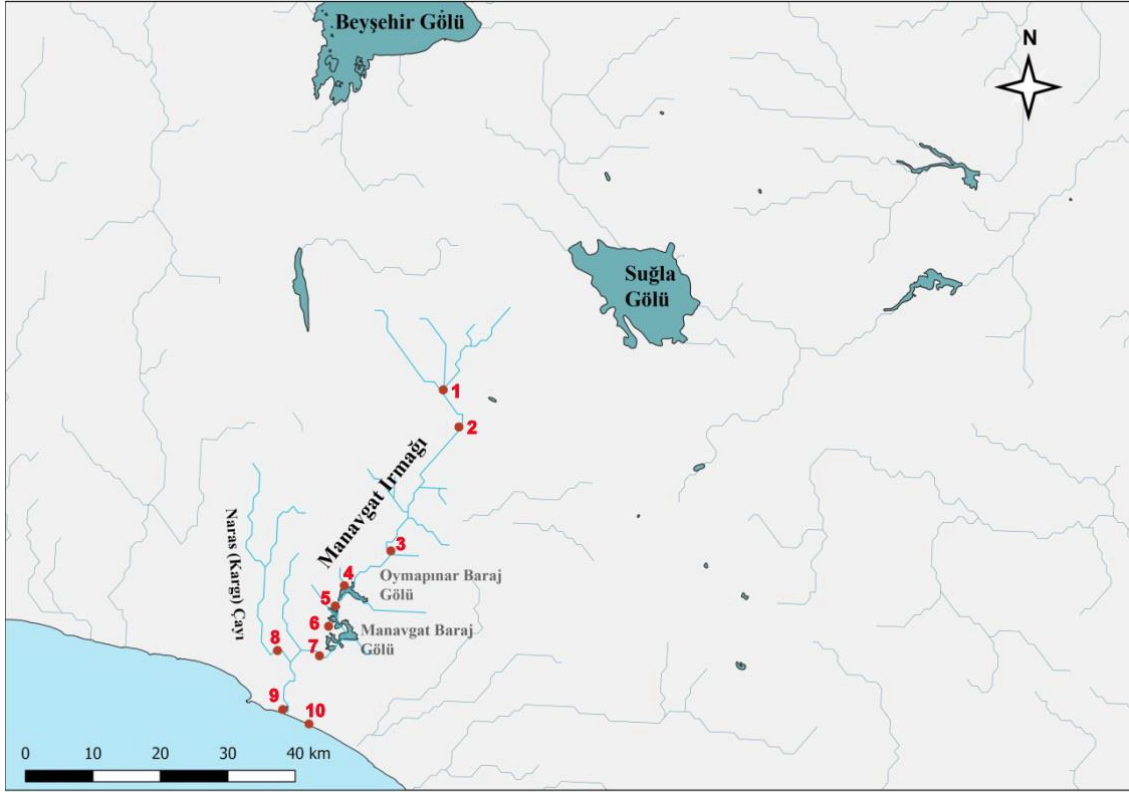 Beyşehir Gölü
N
Suğla
Gölü
1
2
Manavgat Irmağı
Naras (Kargı) Çayı
3
4
Oymapınar Baraj
Gölü
5
6
Manavgat Baraj
Gölü
7
8
9
10
0 10 20 30 40 km